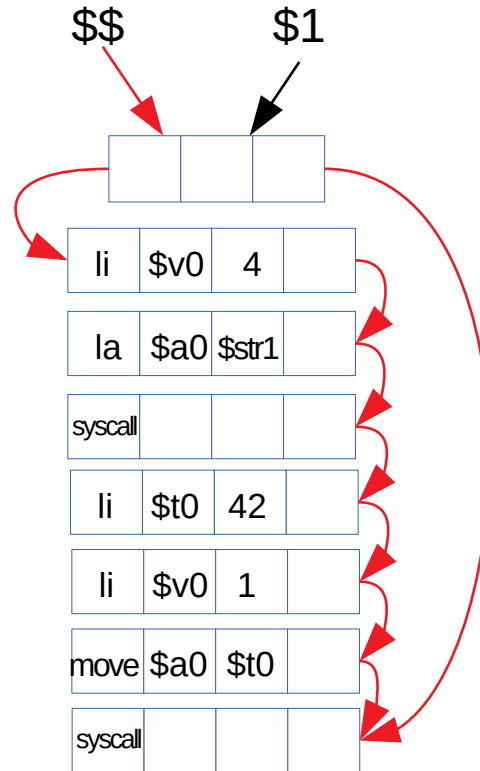 $$ $1
li $v0 4
la $a0 $str1
syscall
li $t0 42
li $v0 1
move $a0 $t0
syscall